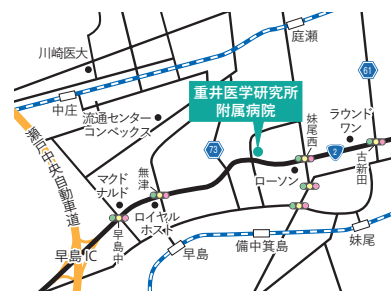 川崎医大
庭瀬
61
中庄
流通センター
コンベックス
重井医学研究所
附属病院
73
妹尾西
ラウンド
ワン
2
古新田
瀬戸中央自動車道
マクド
ナルド
無津
ローソン
ロイヤル
ホスト
早島中
早島IC
早島
備中箕島
妹尾